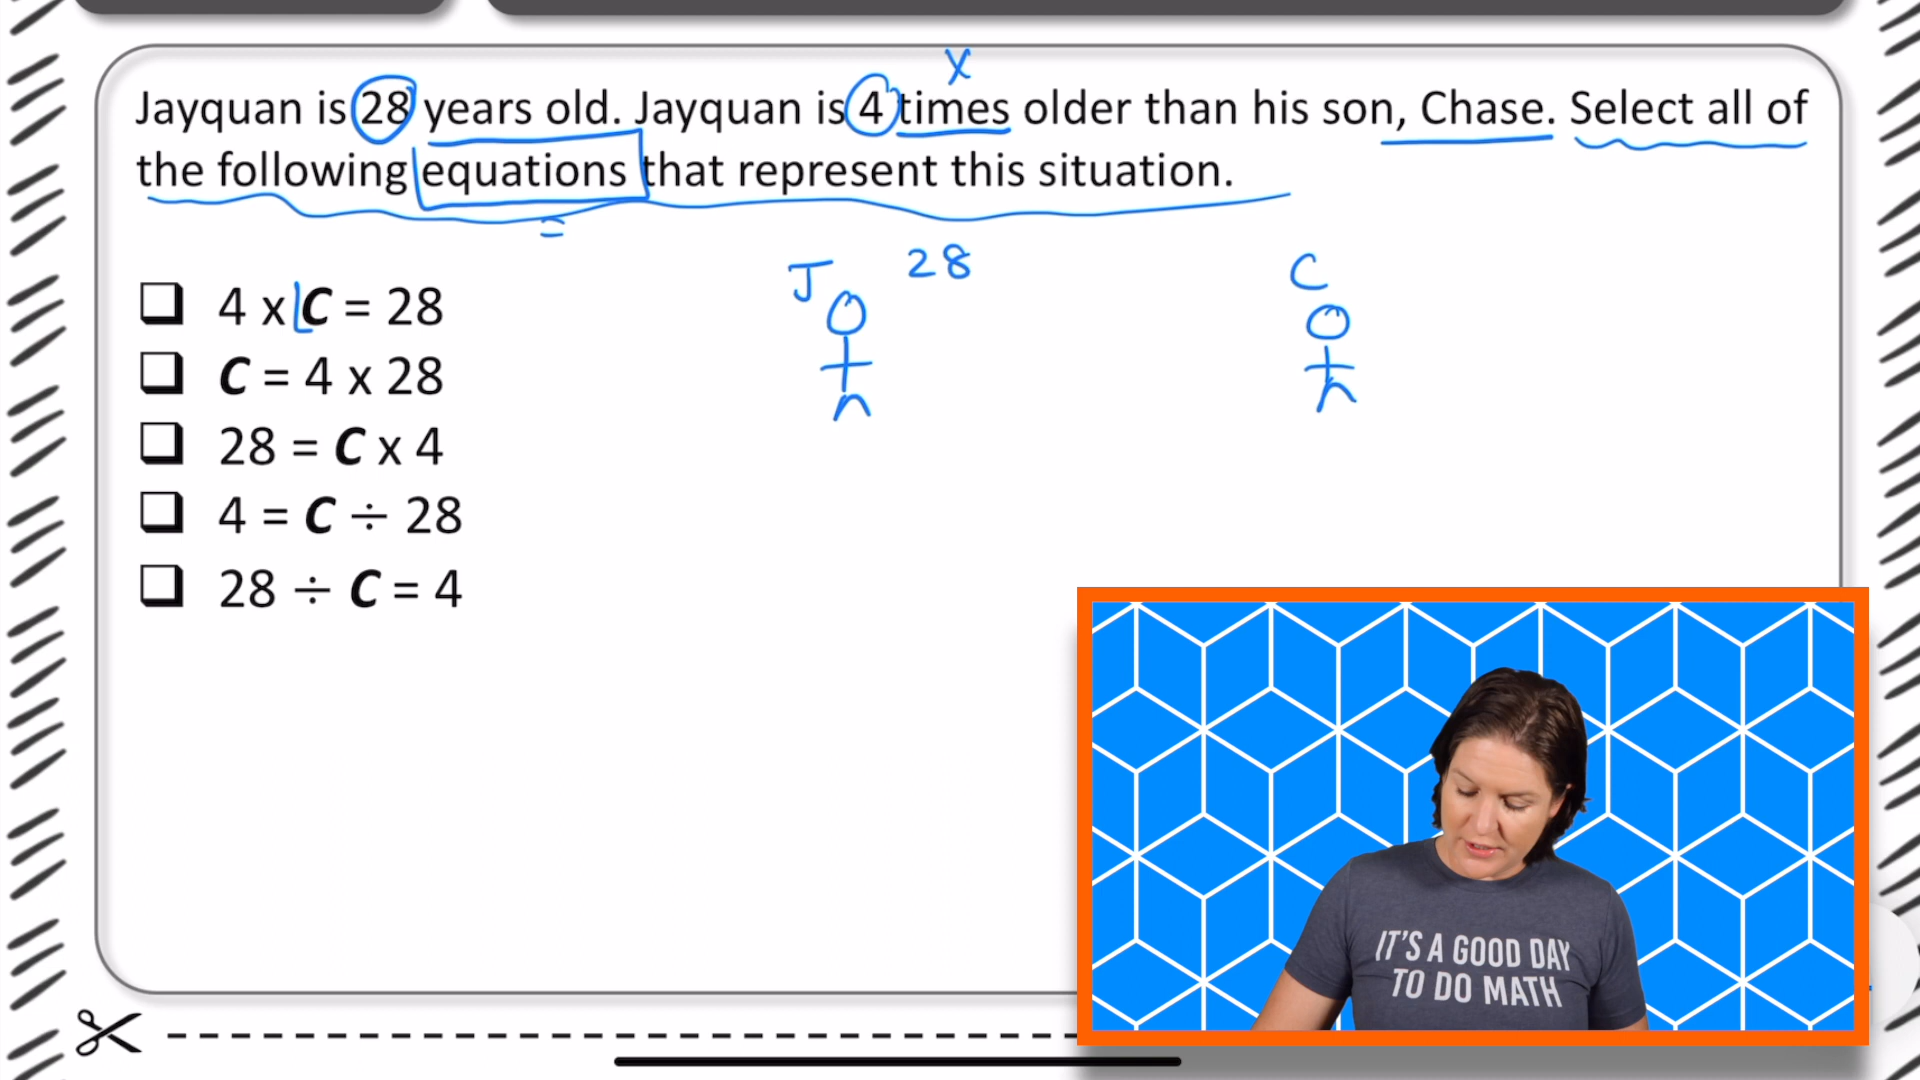 x
Jayquan is 28 years old. Jayquan is 4 times older than his son, Chase. Select all of
the following equations that represent this situation.
=
J 28 C
❑ 4 x C = 28
❑ C = 4 x 28
❑ 28 = C x 4
❑ 4 = C ÷ 28
❑ 28 ÷ C = 4
IT'S A GOOD DAY
TO DO MATH